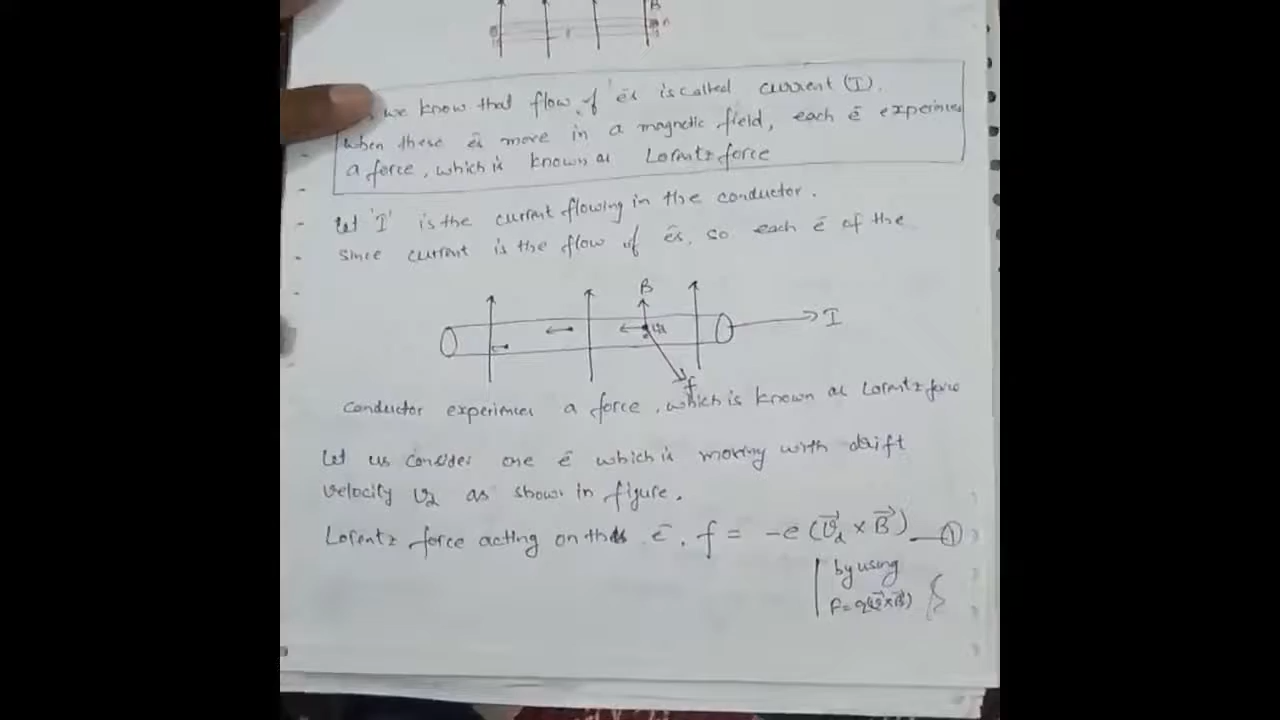 B
we know that flow of ēs is called current (I).
when these ēs move in a magnetic field, each ē experiences
a force, which is known as Lorentz force
Let 'I' is the current flowing in the conductor.
since current is the flow of ēs, so each ē of the
B
I
f
conductor experiences a force, which is known as Lorentz force
Let us consider one ē which is moving with drift
velocity vd as shown in figure.
Lorentz force acting on this ē, f = -e (v⃗d × B⃗) — ①
by using
F = q(v⃗ × B⃗)